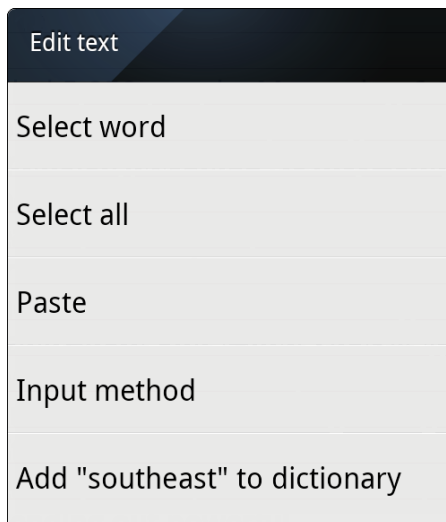 Edit text
Select word
Select all
Paste
Input method
Add "southeast" to dictionary